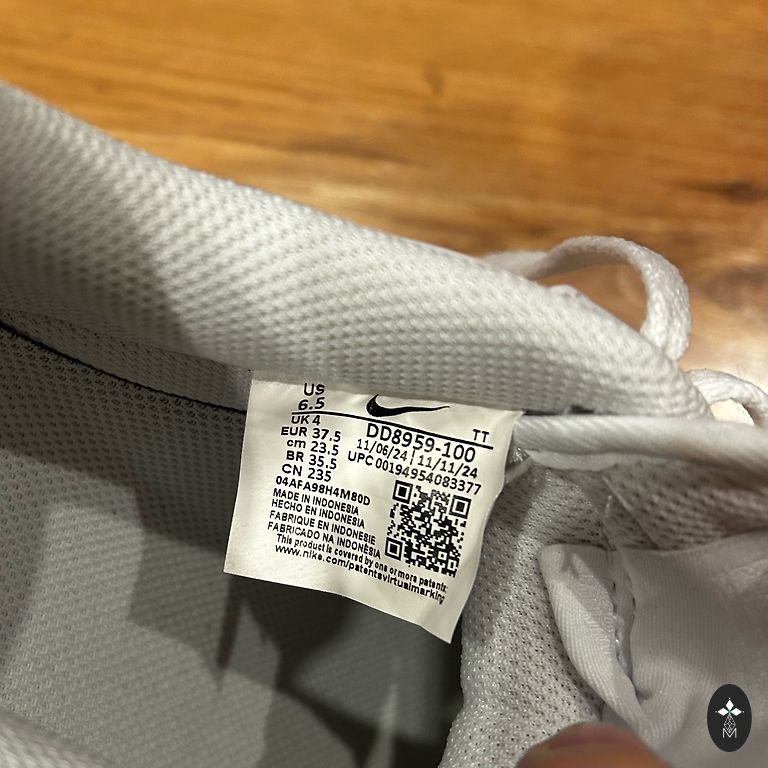 US
6.5
UK 4
EUR 37.5
cm 23.5
BR 35.5
CN 235
TT
DD8959-100
11/06/24 | 11/11/24
UPC 00194954083377
04AFA98H4M80D
MADE IN INDONESIA
HECHO EN INDONESIA
FABRIQUE EN INDONESIE
FABRICADO NA INDONÉSIA
This product is covered by one or more patents:
www.nike.com/patentsvirtualmarking
M